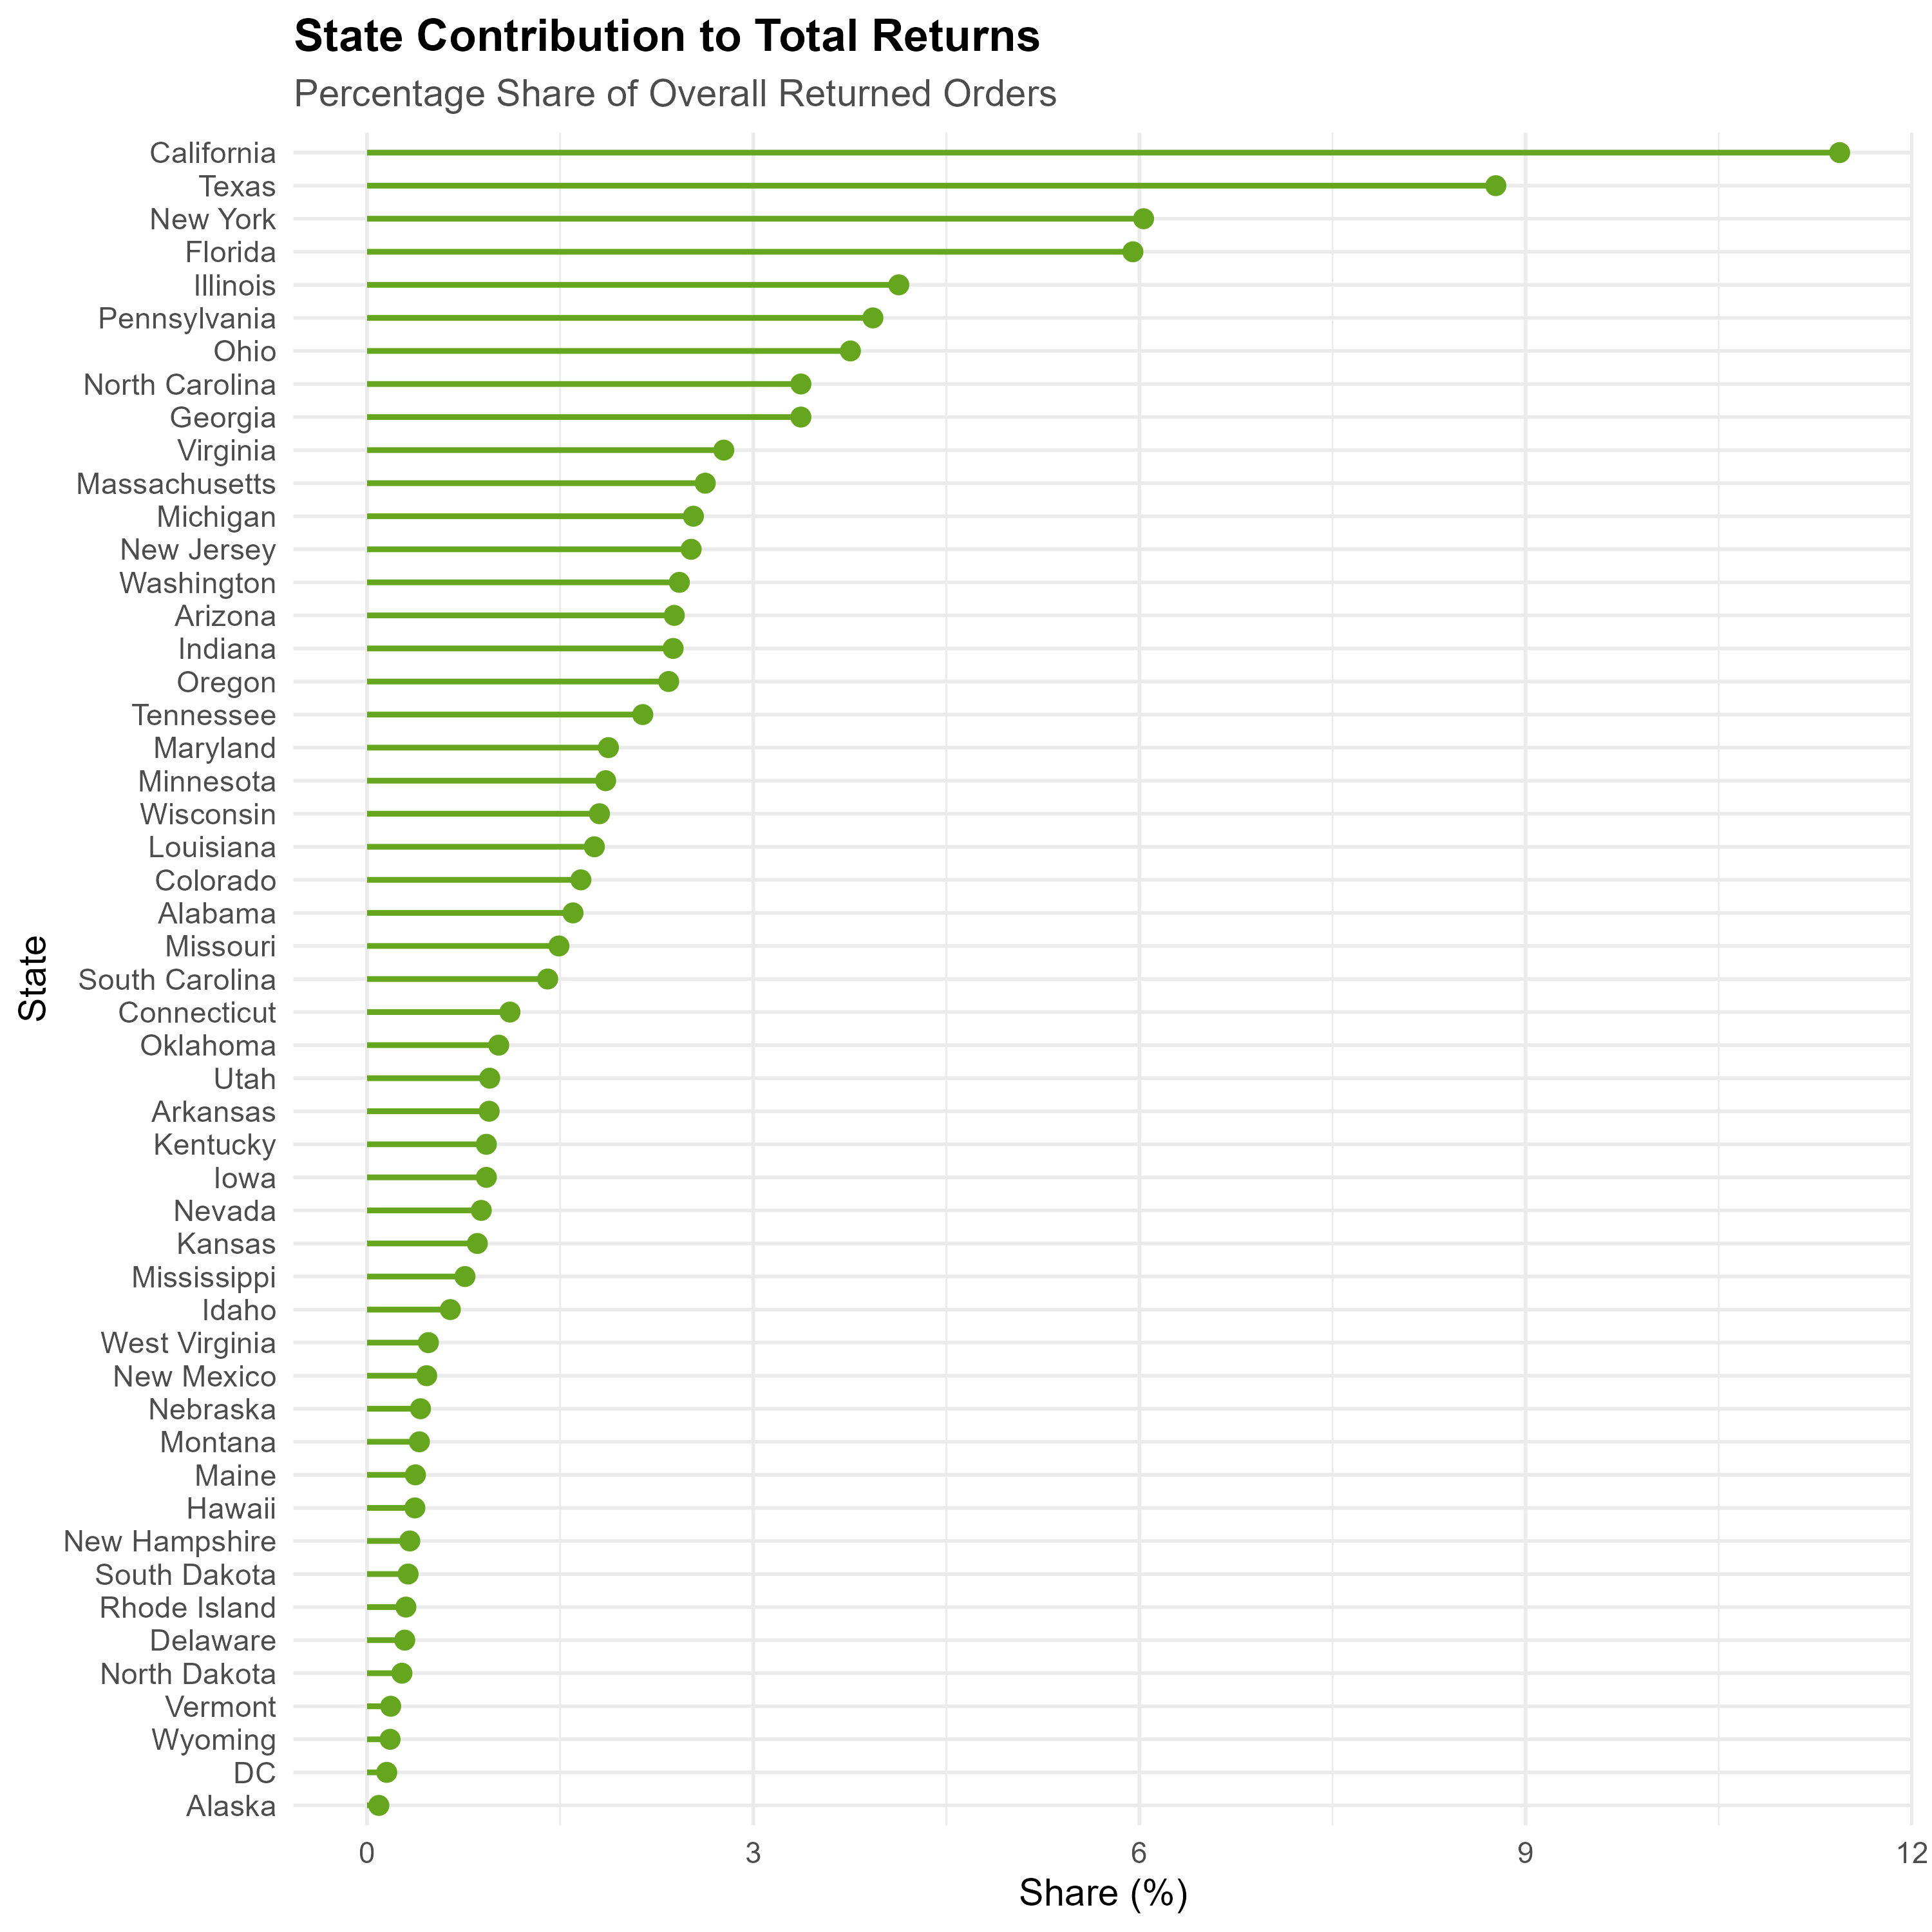 State Contribution to Total Returns
Percentage Share of Overall Returned Orders
California
Texas
New York
Florida
Illinois
Pennsylvania
Ohio
North Carolina
Georgia
Virginia
Massachusetts
Michigan
New Jersey
Washington
Arizona
Indiana
Oregon
Tennessee
Maryland
Minnesota
Wisconsin
Louisiana
Colorado
Alabama
Missouri
South Carolina
Connecticut
Oklahoma
Utah
Arkansas
Kentucky
Iowa
Nevada
Kansas
Mississippi
Idaho
West Virginia
New Mexico
Nebraska
Montana
Maine
Hawaii
New Hampshire
South Dakota
Rhode Island
Delaware
North Dakota
Vermont
Wyoming
DC
Alaska
State
0 3 6 9 12
Share (%)